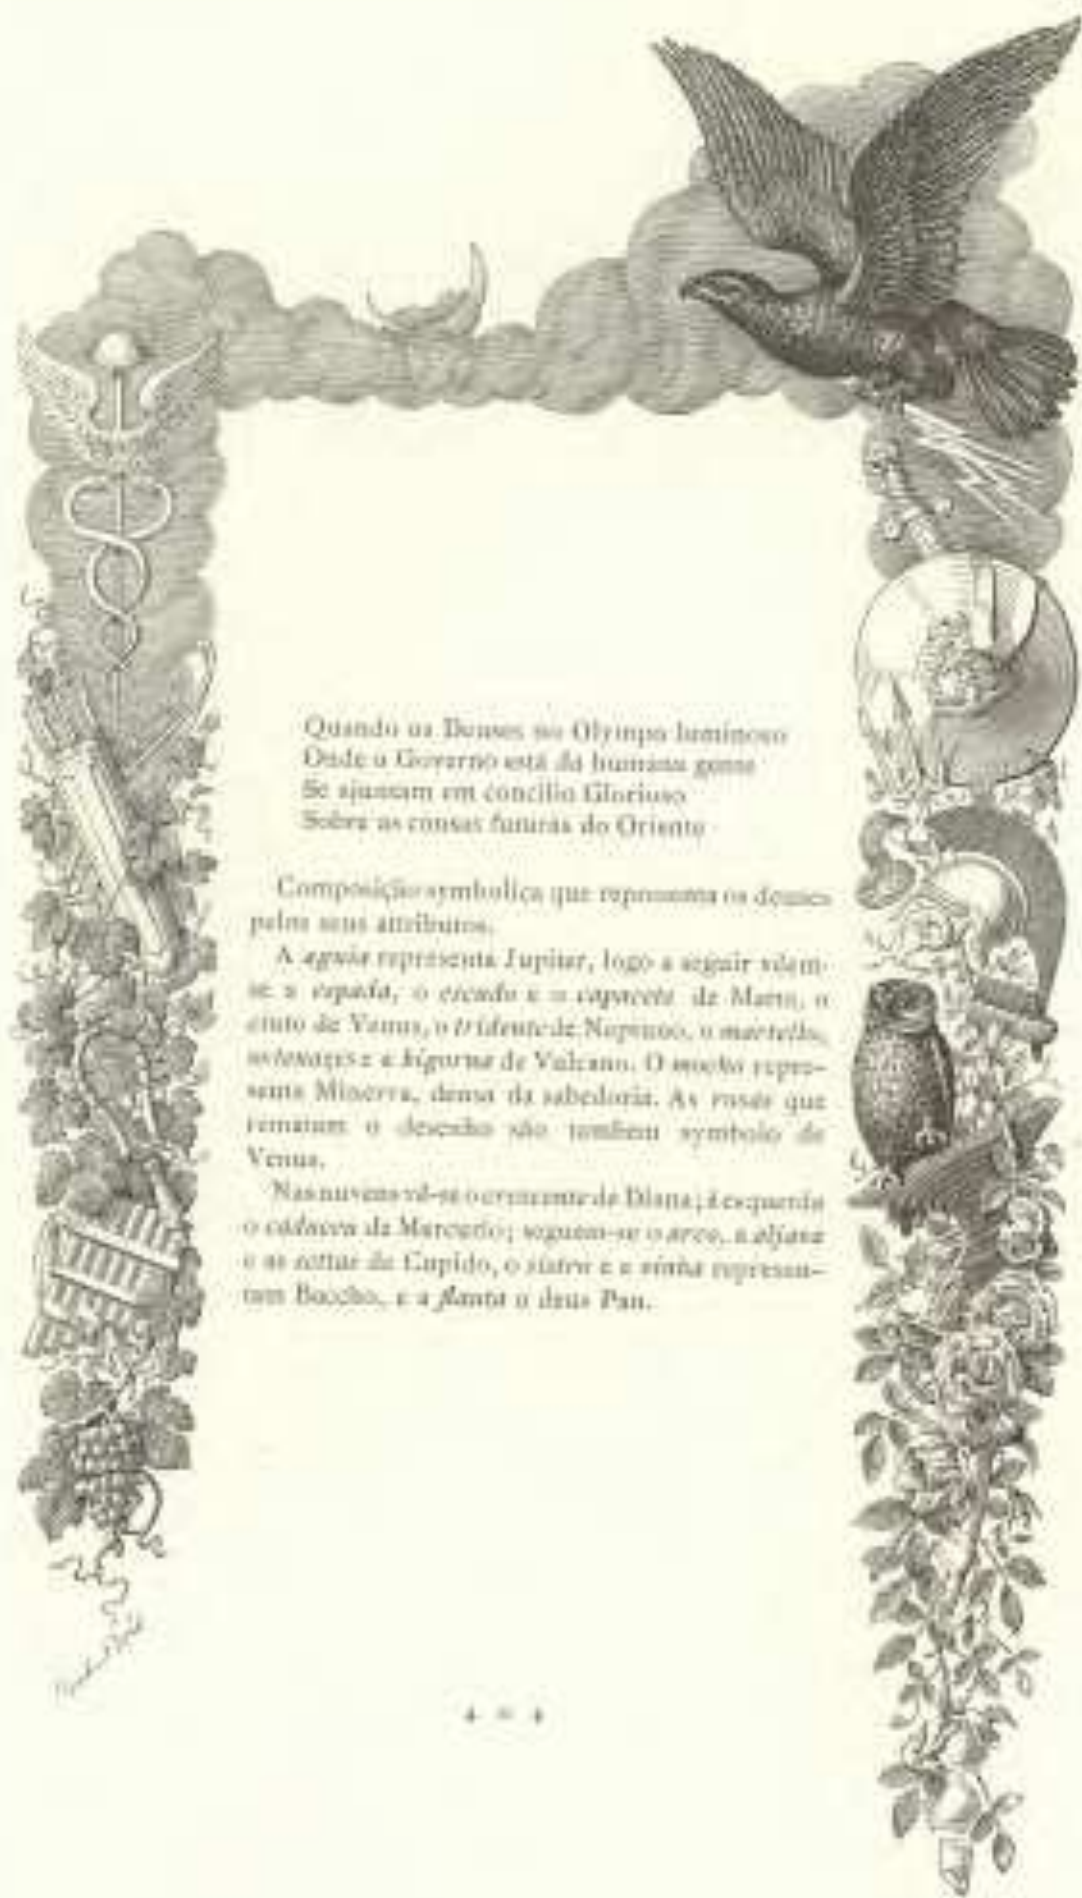 Quando os Deuses no Olympo luminoso
Onde o Governo está da humana gente
Se ajuntam em concilio Glorioso
Sobre as cousas futuras do Oriente
Composição symbolica que representa os deuses
pelos seus attributos.
A aguia representa Jupiter, logo a seguir vêem-
se a espada, o escudo e o capacete de Marte, o
cinto de Venus, o tridente de Neptuno, o martello,
as tenazes e a bigorna de Vulcano. O mocho repre-
senta Minerva, deusa da sabedoria. As rosas que
rematam o desenho são tambem symbolo de
Venus.
Nas nuvens vê-se o crescente de Diana; á esquerda
o caduceu de Mercurio; seguem-se o arco, a aljava
e as settas de Cupido, o sistro e a vinha represen-
tam Baccho, e a flauta o deus Pan.